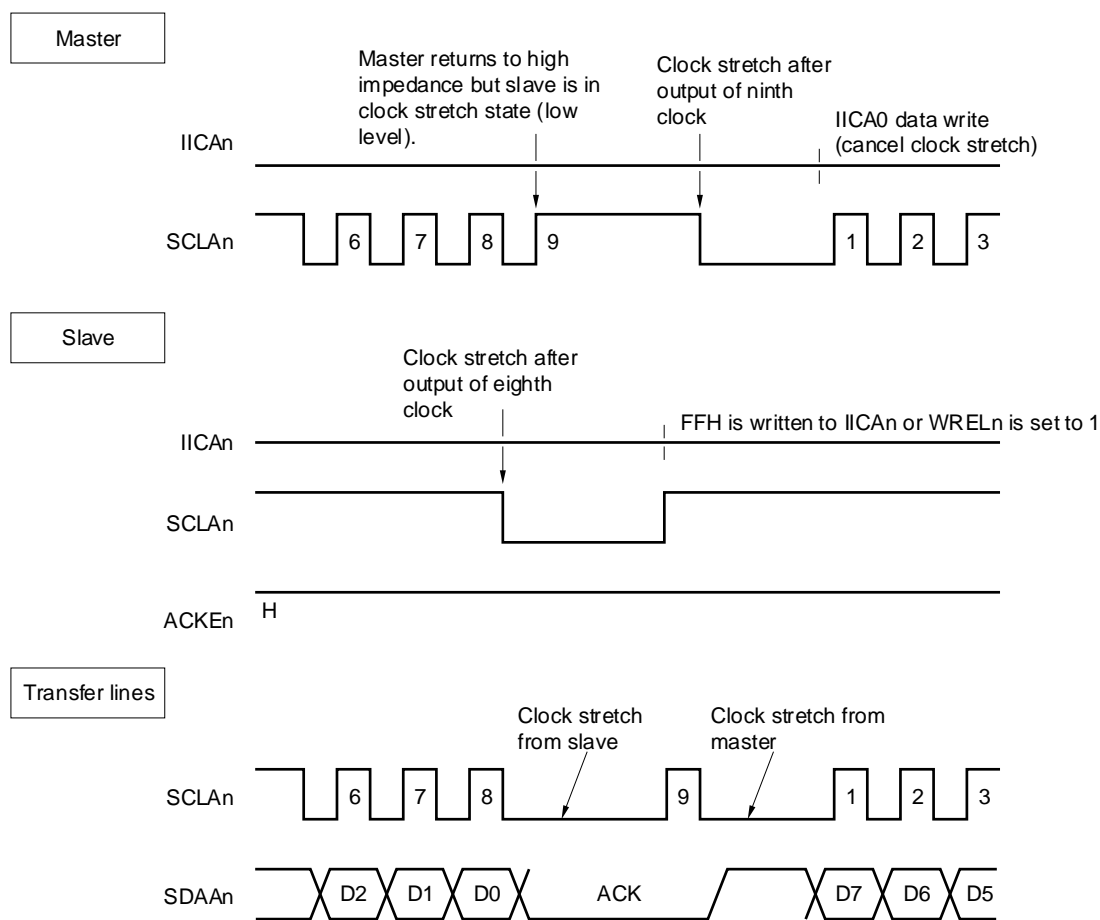 Master
Master returns to high
impedance but slave is in
clock stretch state (low
level).
Clock stretch after
output of ninth
clock
IICA0 data write
(cancel clock stretch)
IICAn
SCLAn
6 7 8 9 1 2 3
Slave
Clock stretch after
output of eighth
clock
FFH is written to IICAn or WRELn is set to 1
IICAn
SCLAn
ACKEn
H
Transfer lines
Clock stretch
from slave
Clock stretch from
master
SCLAn
6 7 8 9 1 2 3
SDAAn
D2 D1 D0 ACK D7 D6 D5